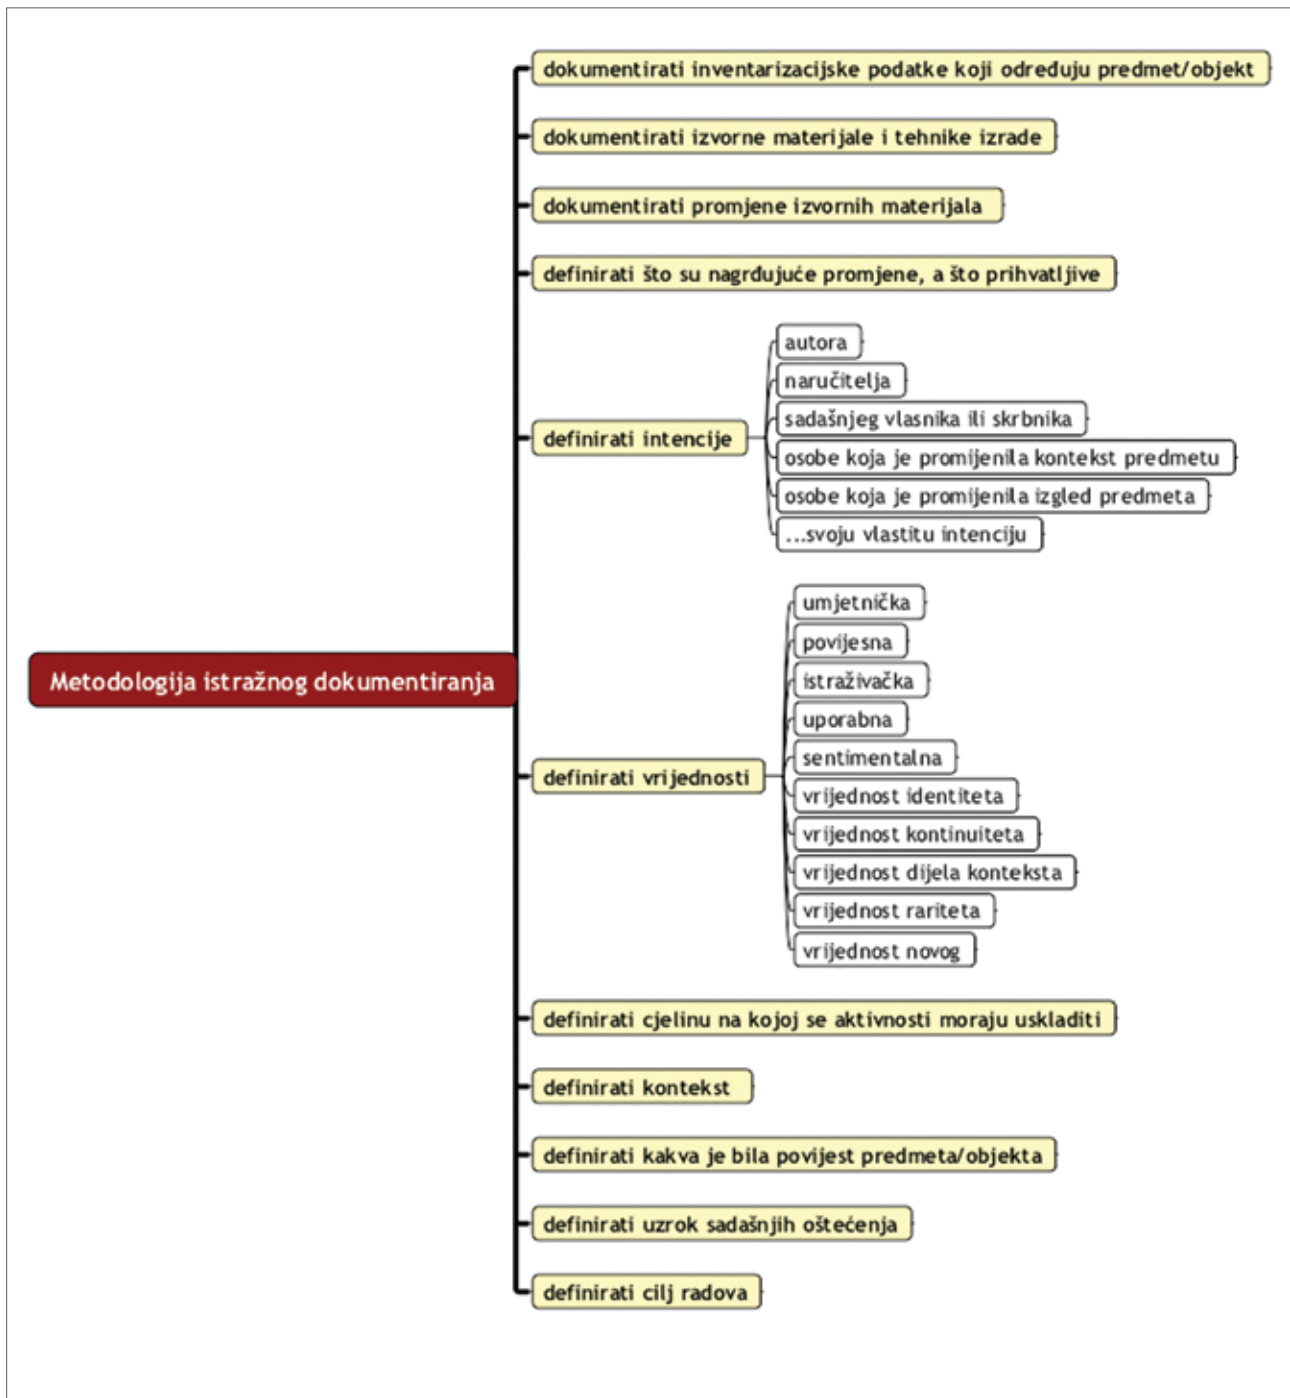 Metodologija istražnog dokumentiranja
dokumentirati inventarizacijske podatke koji određuju predmet/objekt
dokumentirati izvorne materijale i tehnike izrade
dokumentirati promjene izvornih materijala
definirati što su nagrđujuće promjene, a što prihvatljive
definirati intencije
autora
naručitelja
sadašnjeg vlasnika ili skrbnika
osobe koja je promijenila kontekst predmetu
osobe koja je promijenila izgled predmeta
...svoju vlastitu intenciju
definirati vrijednosti
umjetnička
povijesna
istraživačka
uporabna
sentimentalna
vrijednost identiteta
vrijednost kontinuiteta
vrijednost dijela konteksta
vrijednost rariteta
vrijednost novog
definirati cjelinu na kojoj se aktivnosti moraju uskladiti
definirati kontekst
definirati kakva je bila povijest predmeta/objekta
definirati uzrok sadašnjih oštećenja
definirati cilj radova